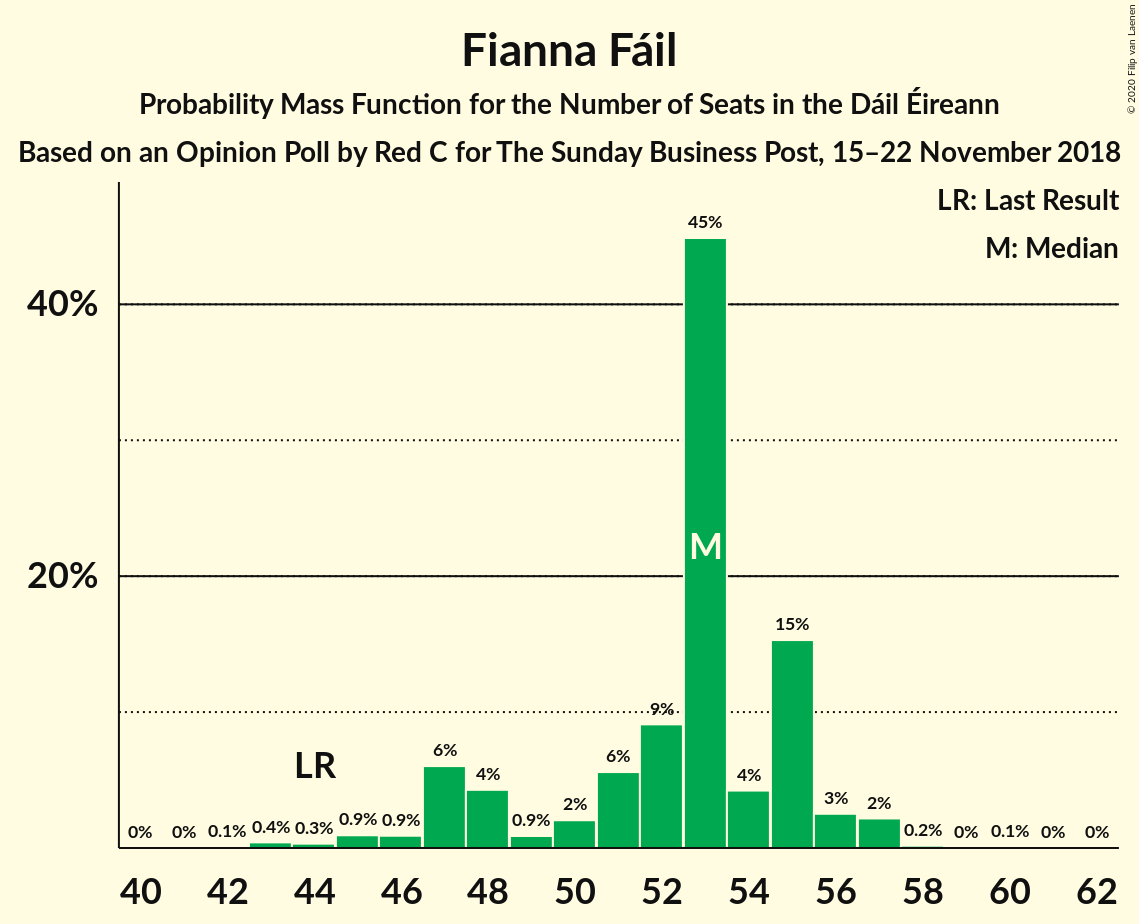 Fianna Fáil
Probability Mass Function for the Number of Seats in the Dáil Éireann
Based on an Opinion Poll by Red C for The Sunday Business Post, 15–22 November 2018
© 2020 Filip van Laenen
LR: Last Result
M: Median
40%
20%
0% 0% 0.1% 0.4% 0.3% 0.9% 0.9% 6% 4% 0.9% 2% 6% 9% 45% 4% 15% 3% 2% 0.2% 0% 0.1% 0% 0%
LR
M
40 42 44 46 48 50 52 54 56 58 60 62